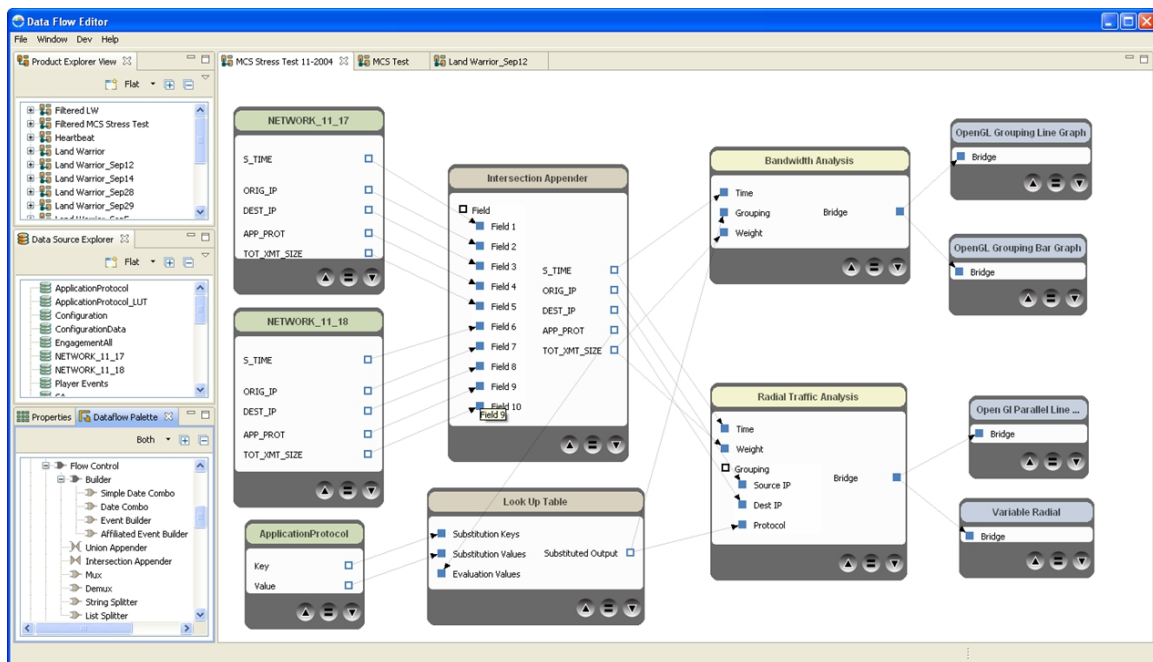 Data Flow Editor
File Window Dev Help
Product Explorer View
Flat
Filtered LW
Filtered MCS Stress Test
Heartbeat
Land Warrior
Land Warrior_Sep12
Land Warrior_Sep14
Land Warrior_Sep28
Land Warrior_Sep29
Data Source Explorer
Flat
ApplicationProtocol
ApplicationProtocol_LUT
Configuration
ConfigurationData
EngagementAll
NETWORK_11_17
NETWORK_11_18
Player Events
Properties Dataflow Palette
Both
Flow Control
Builder
Simple Date Combo
Date Combo
Event Builder
Affiliated Event Builder
Union Appender
Intersection Appender
Mux
Demux
String Splitter
List Splitter
MCS Stress Test 11-2004 MCS Test Land Warrior_Sep12
NETWORK_11_17
S_TIME
ORIG_IP
DEST_IP
APP_PROT
TOT_XMT_SIZE
NETWORK_11_18
S_TIME
ORIG_IP
DEST_IP
APP_PROT
TOT_XMT_SIZE
ApplicationProtocol
Key
Value
Intersection Appender
Field
Field 1
Field 2
Field 3
Field 4
Field 5
Field 6
Field 7
Field 8
Field 9
Field 10
Field 9
S_TIME
ORIG_IP
DEST_IP
APP_PROT
TOT_XMT_SIZE
Look Up Table
Substitution Keys
Substitution Values Substituted Output
Evaluation Values
Bandwidth Analysis
Time
Grouping Bridge
Weight
Radial Traffic Analysis
Time
Weight
Grouping Bridge
Source IP
Dest IP
Protocol
OpenGL Grouping Line Graph
Bridge
OpenGL Grouping Bar Graph
Bridge
Open Gl Parallel Line ...
Bridge
Variable Radial
Bridge